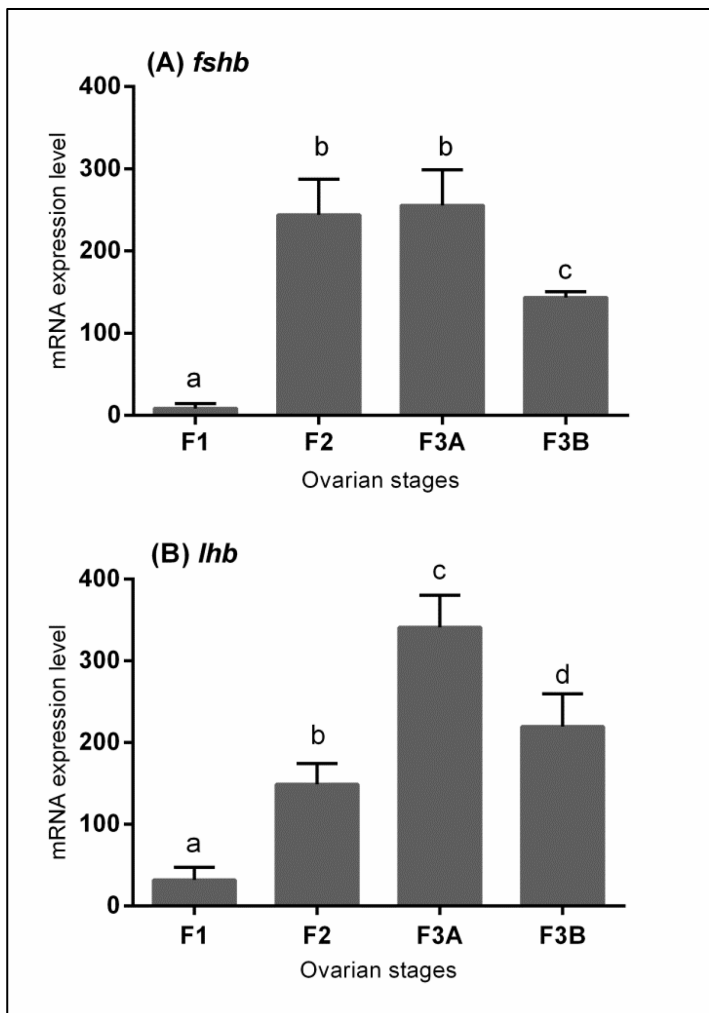 (A) fshb
400
300
200
100
0
mRNA expression level
a
b
b
c
F1 F2 F3A F3B
Ovarian stages
(B) lhb
400
300
200
100
0
mRNA expression level
a
b
c
d
F1 F2 F3A F3B
Ovarian stages